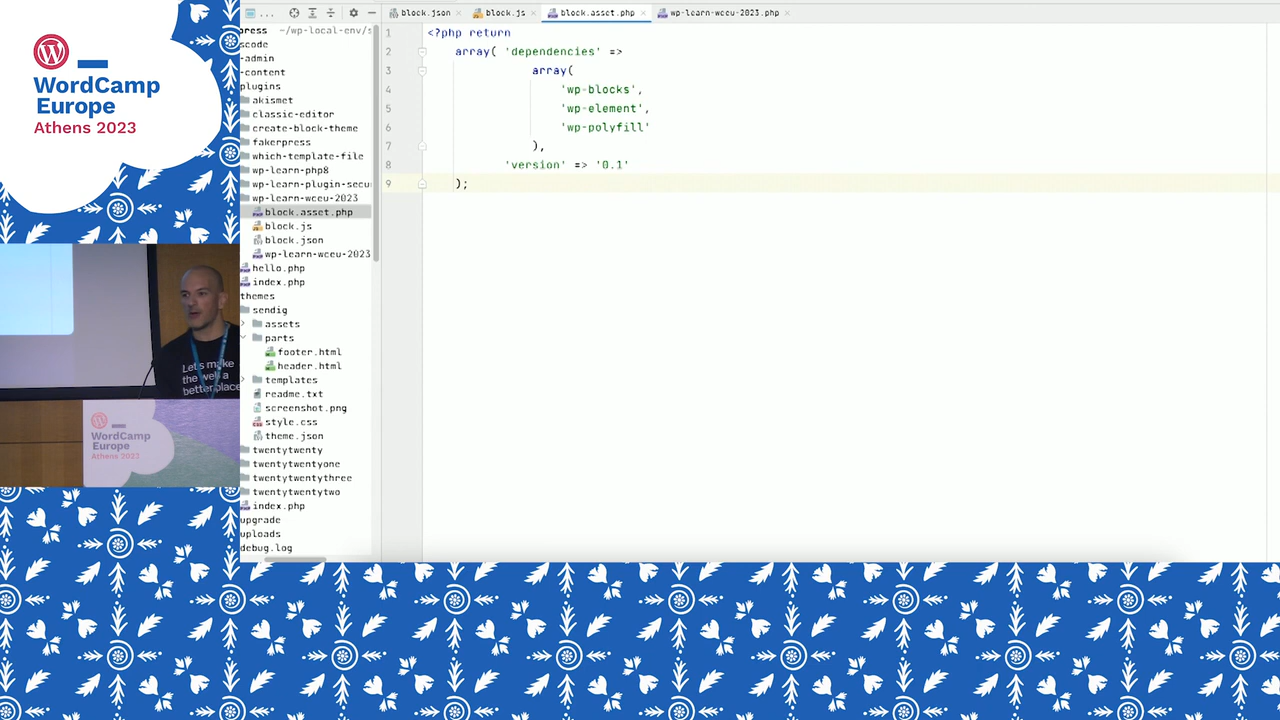 WordCamp
Europe
Athens 2023
Let's make
the web a
better place
WordCamp
Europe
Athens 2023
...
press ~/wp-local-env/s
scode
-admin
-content
plugins
akismet
classic-editor
create-block-theme
fakerpress
which-template-file
wp-learn-php8
wp-learn-plugin-secu
wp-learn-wceu-2023
block.asset.php
block.js
block.json
wp-learn-wceu-2023
hello.php
index.php
themes
sendig
assets
parts
footer.html
header.html
templates
readme.txt
screenshot.png
style.css
theme.json
twentytwenty
twentytwentyone
twentytwentythree
twentytwentytwo
index.php
upgrade
uploads
debug.log
block.json block.js block.asset.php wp-learn-wceu-2023.php
1 <?php return
2 array( 'dependencies' =>
3 array(
4 'wp-blocks',
5 'wp-element',
6 'wp-polyfill'
7 ),
8 'version' => '0.1'
9 );